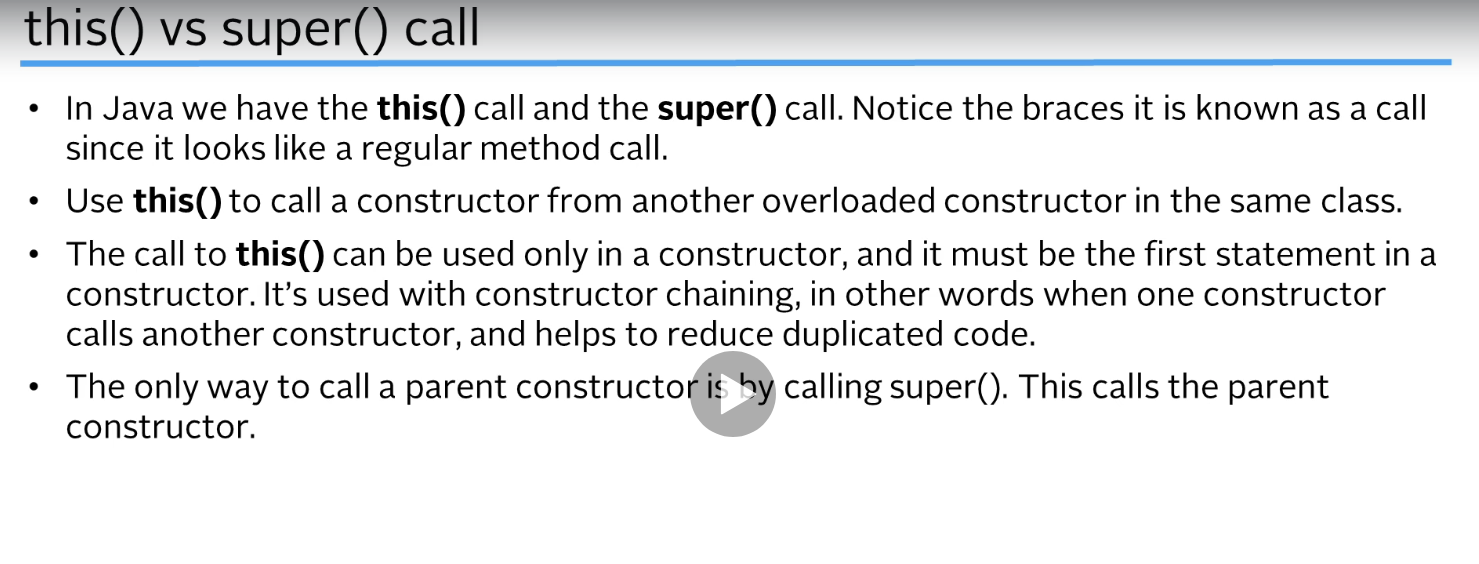 this() vs super() call
• In Java we have the this() call and the super() call. Notice the braces it is known as a call
since it looks like a regular method call.
• Use this() to call a constructor from another overloaded constructor in the same class.
• The call to this() can be used only in a constructor, and it must be the first statement in a
constructor. It’s used with constructor chaining, in other words when one constructor
calls another constructor, and helps to reduce duplicated code.
• The only way to call a parent constructor is by calling super(). This calls the parent
constructor.